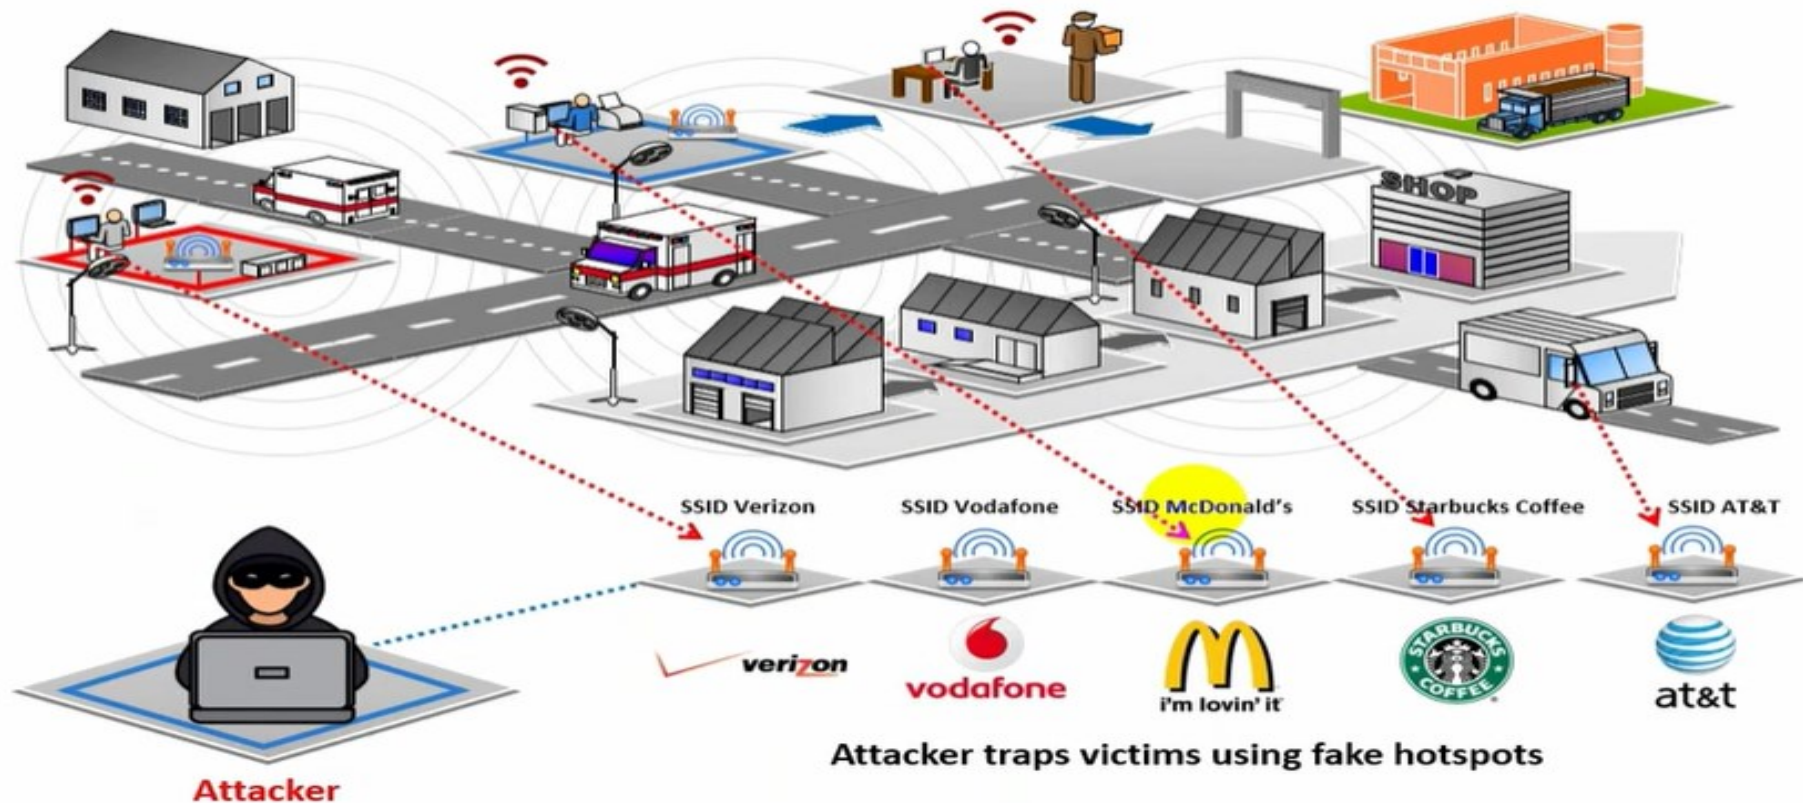 SHOP
SSID Verizon
SSID Vodafone
SSID McDonald's
SSID Starbucks Coffee
SSID AT&T
verizon
vodafone
i'm lovin' it
STARBUCKS
COFFEE
at&t
Attacker traps victims using fake hotspots
Attacker